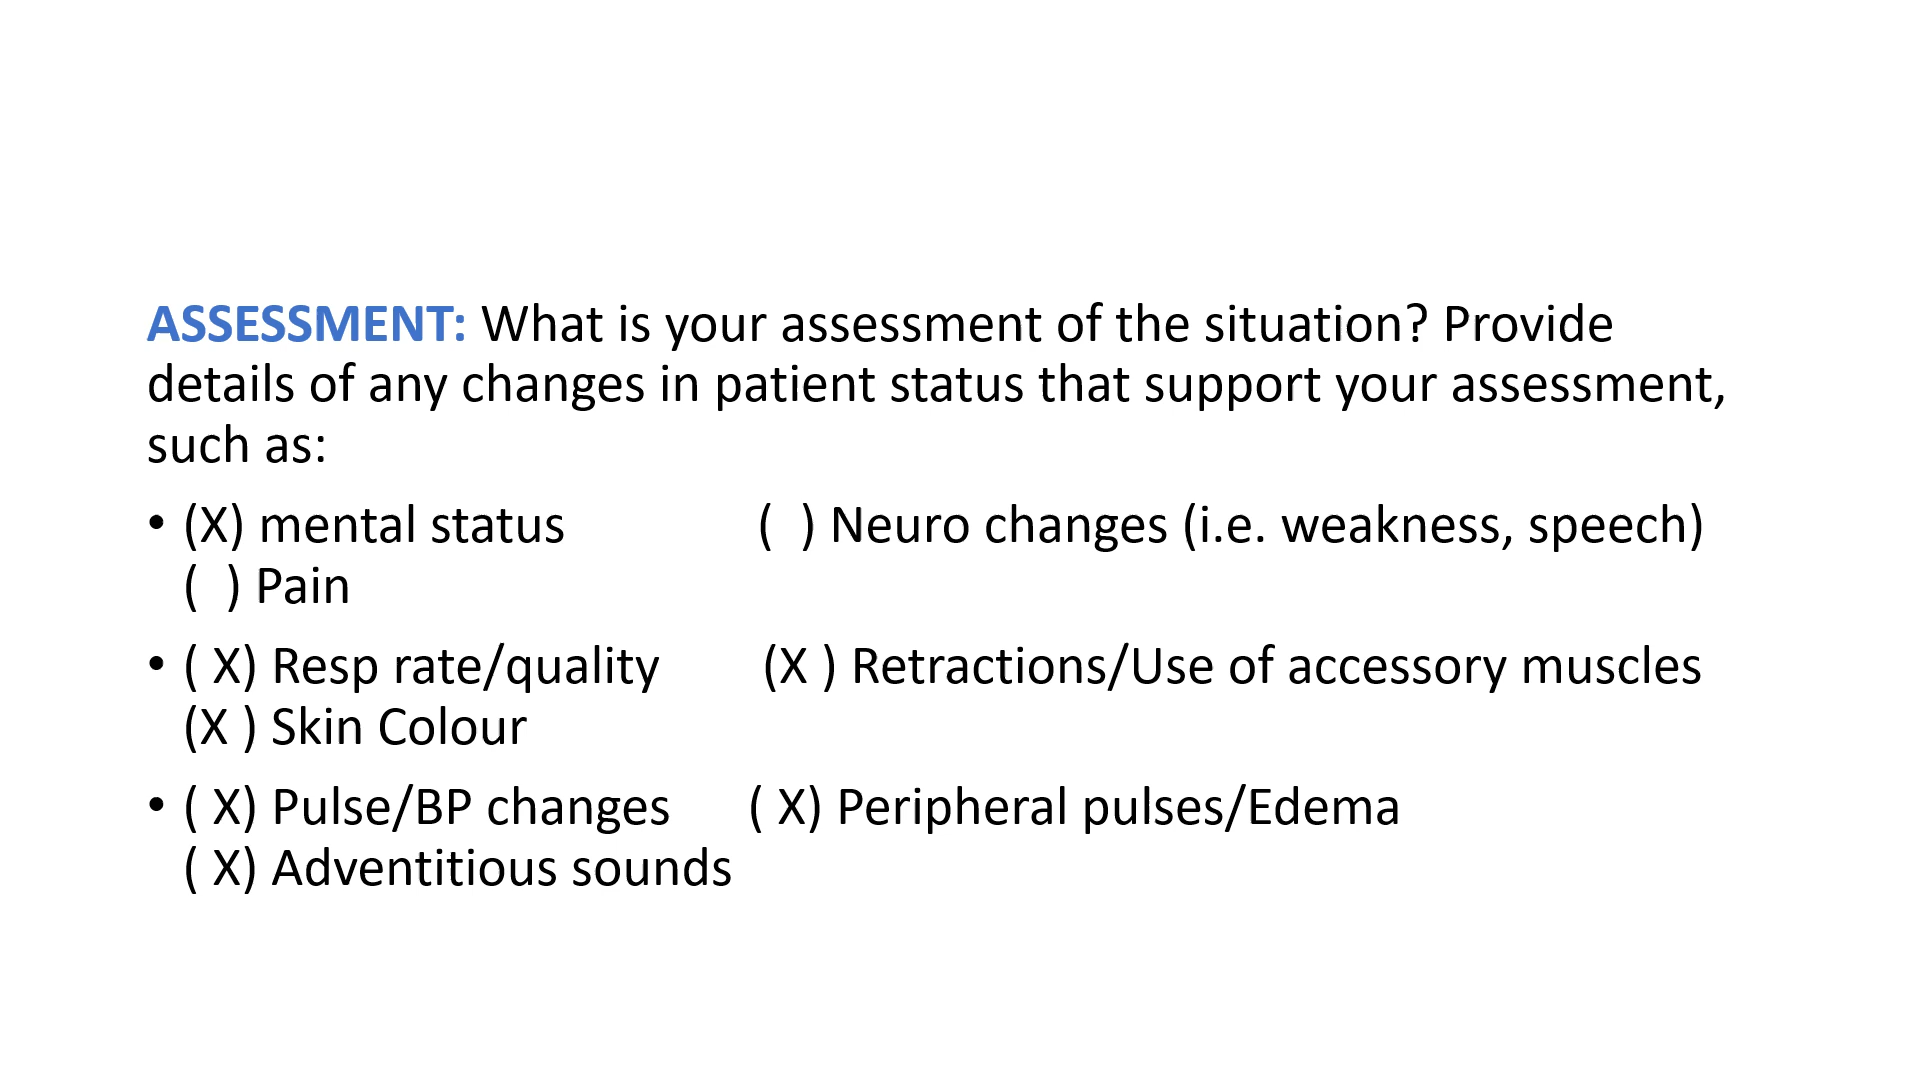 ASSESSMENT: What is your assessment of the situation? Provide
details of any changes in patient status that support your assessment,
such as:
• (X) mental status ( ) Neuro changes (i.e. weakness, speech)
( ) Pain
• ( X) Resp rate/quality (X ) Retractions/Use of accessory muscles
(X ) Skin Colour
• ( X) Pulse/BP changes ( X) Peripheral pulses/Edema
( X) Adventitious sounds